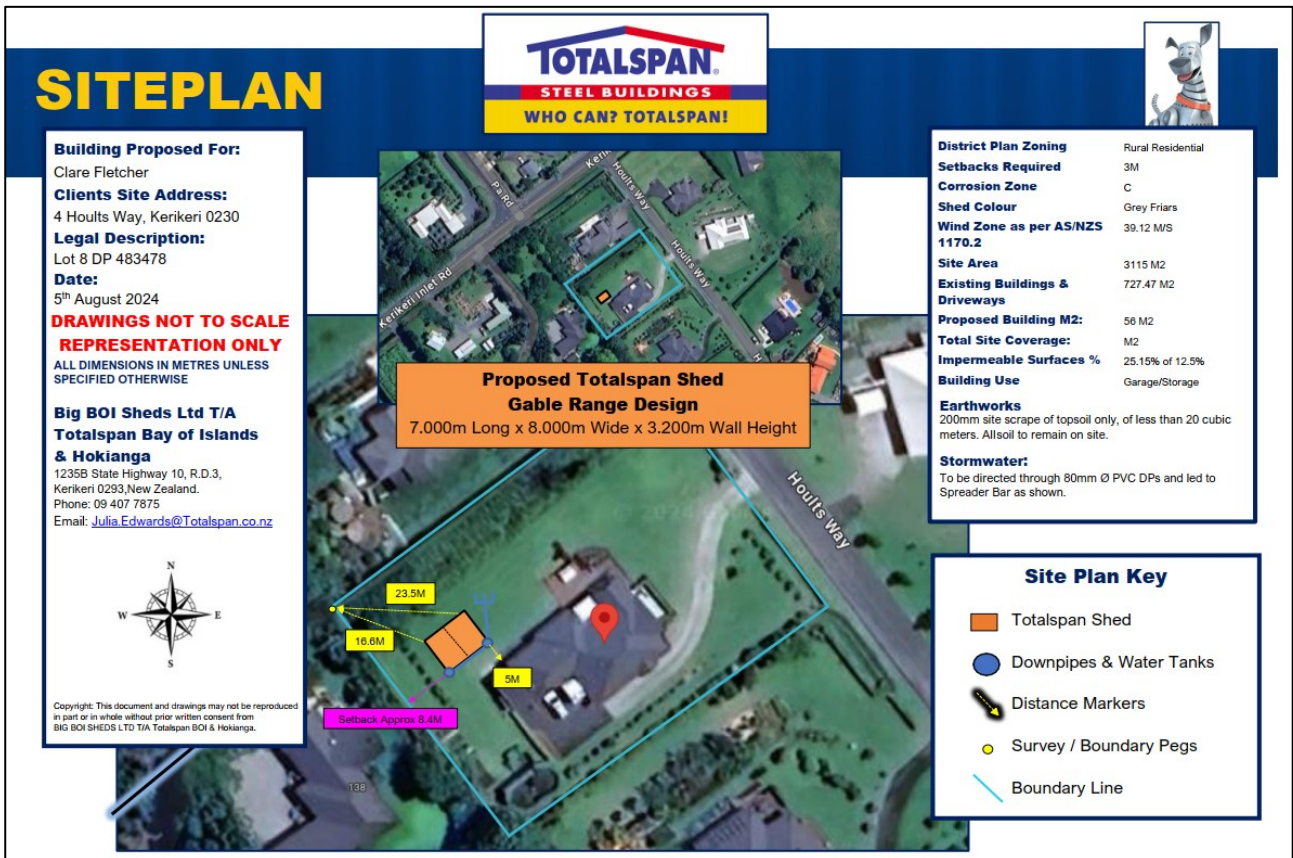 SITEPLAN
TOTALSPAN®
STEEL BUILDINGS
WHO CAN? TOTALSPAN!
Building Proposed For:
Clare Fletcher
Clients Site Address:
4 Hoults Way, Kerikeri 0230
Legal Description:
Lot 8 DP 483478
Date:
5th August 2024
DRAWINGS NOT TO SCALE
REPRESENTATION ONLY
ALL DIMENSIONS IN METRES UNLESS
SPECIFIED OTHERWISE
Big BOI Sheds Ltd T/A
Totalspan Bay of Islands
& Hokianga
1235B State Highway 10, R.D.3,
Kerikeri 0293,New Zealand.
Phone: 09 407 7875
Email: Julia.Edwards@Totalspan.co.nz
N
W E
S
Copyright: This document and drawings may not be reproduced
in part or in whole without prior written consent from
BIG BOI SHEDS LTD T/A Totalspan BOI & Hokianga.
Pa Rd
Hoults Way
Kerikeri Inlet Rd
Proposed Totalspan Shed
Gable Range Design
7.000m Long x 8.000m Wide x 3.200m Wall Height
Hoults Way
23.5M
16.6M
5M
Setback Approx 8.4M
138
District Plan Zoning Rural Residential
Setbacks Required 3M
Corrosion Zone C
Shed Colour Grey Friars
Wind Zone as per AS/NZS 39.12 M/S
1170.2
Site Area 3115 M2
Existing Buildings & 727.47 M2
Driveways
Proposed Building M2: 56 M2
Total Site Coverage: M2
Impermeable Surfaces % 25.15% of 12.5%
Building Use Garage/Storage
Earthworks
200mm site scrape of topsoil only, of less than 20 cubic
meters. Allsoil to remain on site.
Stormwater:
To be directed through 80mm Ø PVC DPs and led to
Spreader Bar as shown.
Site Plan Key
Totalspan Shed
Downpipes & Water Tanks
Distance Markers
Survey / Boundary Pegs
Boundary Line